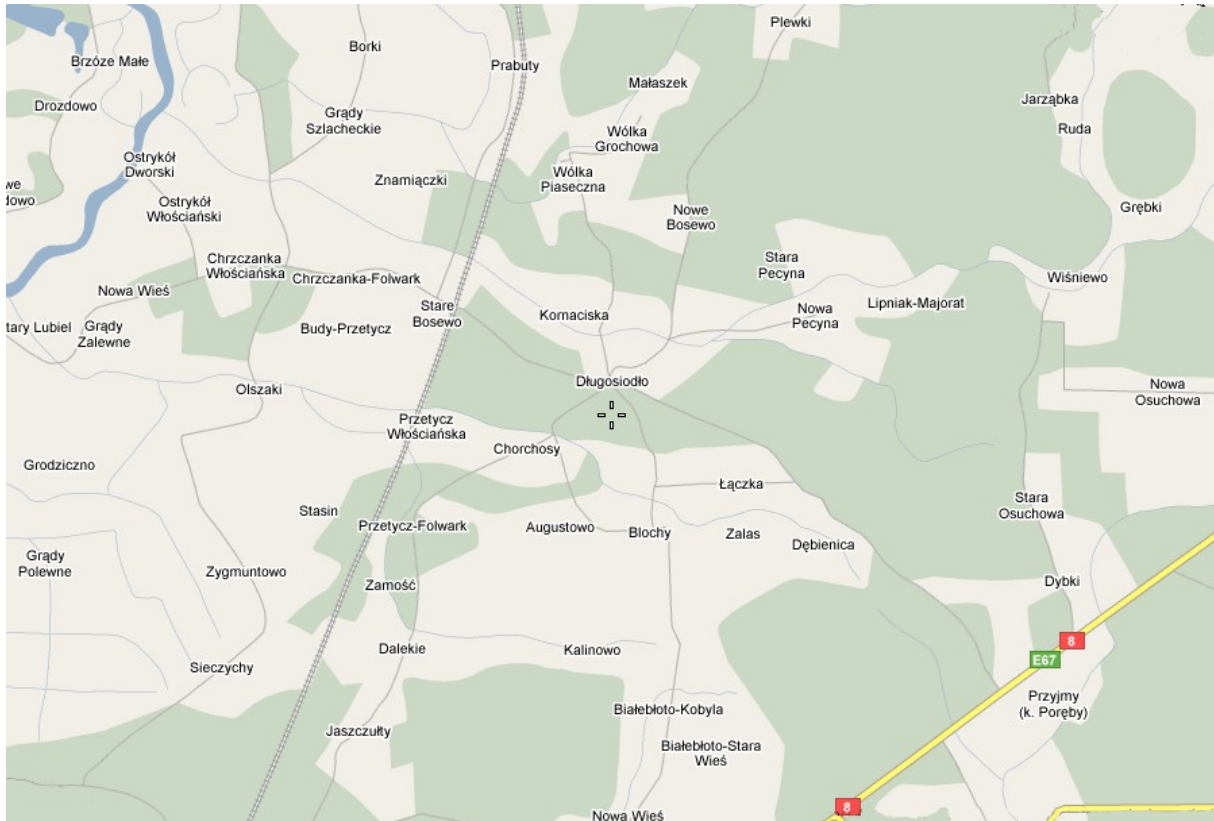 Plewki
Borki
Brzóze Małe
Prabuty
Małaszek
Drozdowo
Jarząbka
Grądy
Szlacheckie
Ruda
Wólka
Grochowa
Ostrykół
Dworski
Wólka
Piaseczna
Znamiączki
we
dowo
Ostrykół
Włościański
Nowe
Bosewo
Grębki
Chrzczanka
Włościańska
Stara
Pecyna
Chrzczanka-Folwark
Wiśniewo
Nowa Wieś
Stare
Bosewo
Kornaciska
Nowa
Pecyna
Lipniak-Majorat
tary Lubiel
Grądy
Zalewne
Budy-Przetycz
Olszaki
Długosiodło
Nowa
Osuchowa
Przetycz
Włościańska
Chorchosy
Grodziczno
Łączka
Stasin
Stara
Osuchowa
Przetycz-Folwark
Augustowo
Blochy
Zalas
Dębienica
Grądy
Polewne
Zygmuntowo
Zamość
Dybki
8
E67
Dalekie
Kalinowo
Sieczychy
Przyjmy
(k. Poręby)
Białebłoto-Kobyla
Jaszczułty
Białebłoto-Stara
Wieś
8
Nowa Wieś